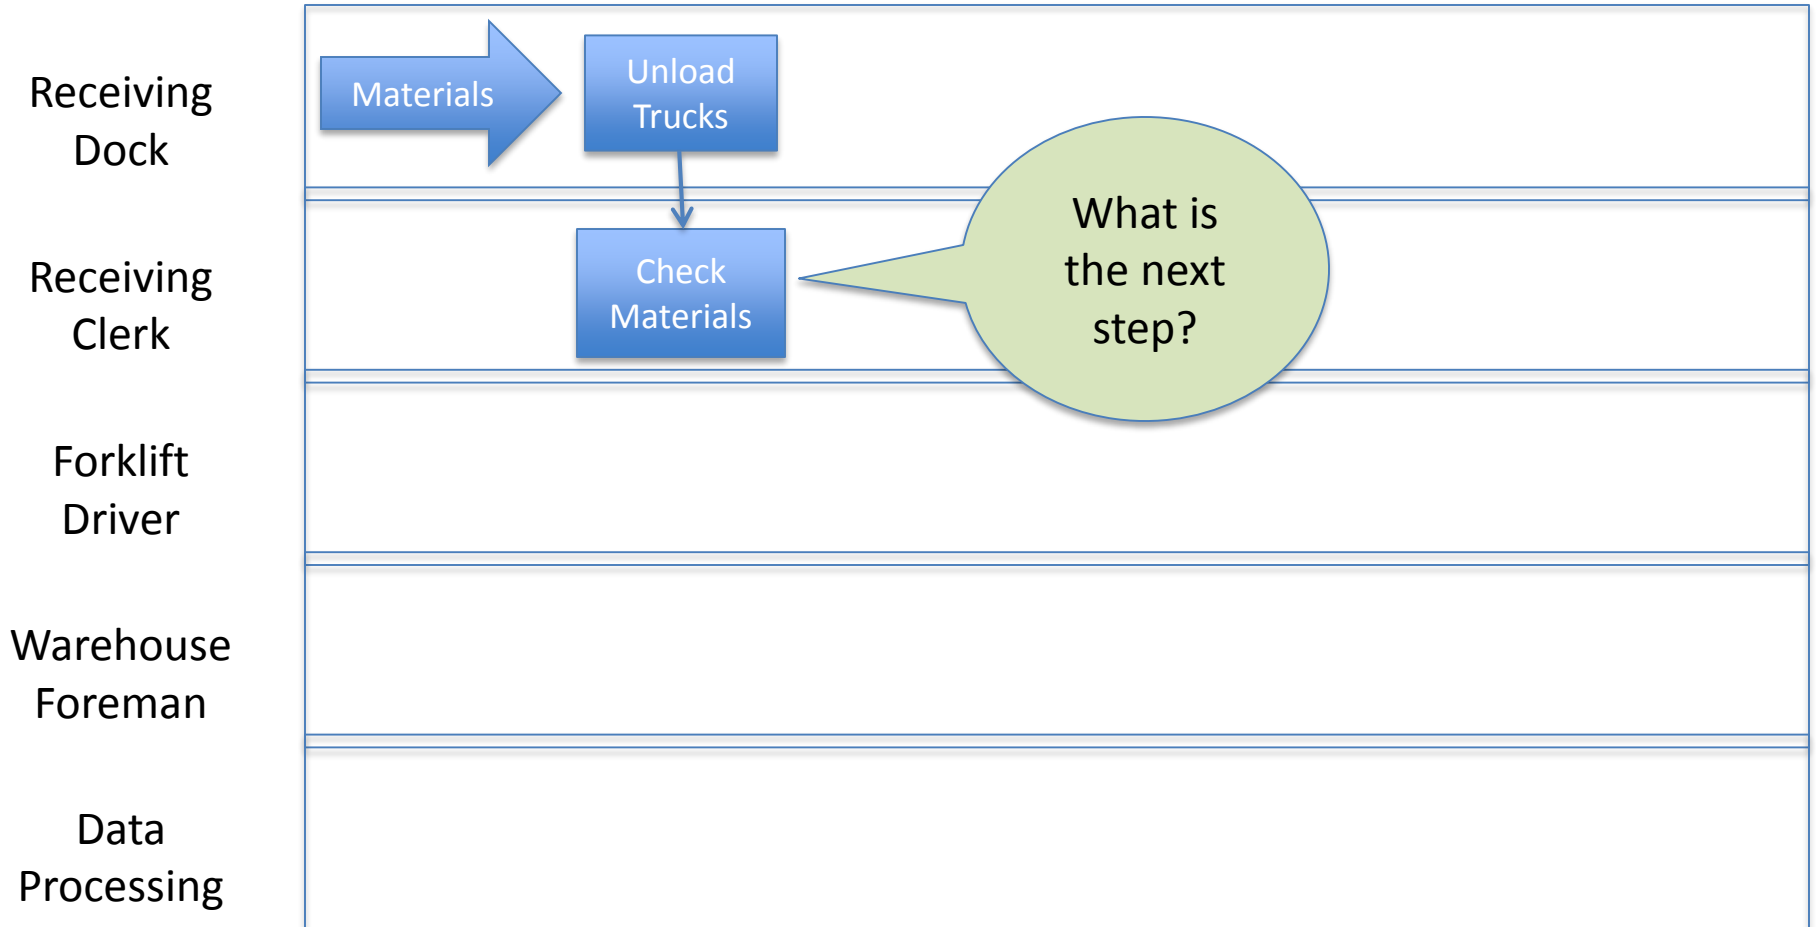 Receiving
Dock
Materials
Unload
Trucks
Receiving
Clerk
Check
Materials
What is
the next
step?
Forklift
Driver
Warehouse
Foreman
Data
Processing